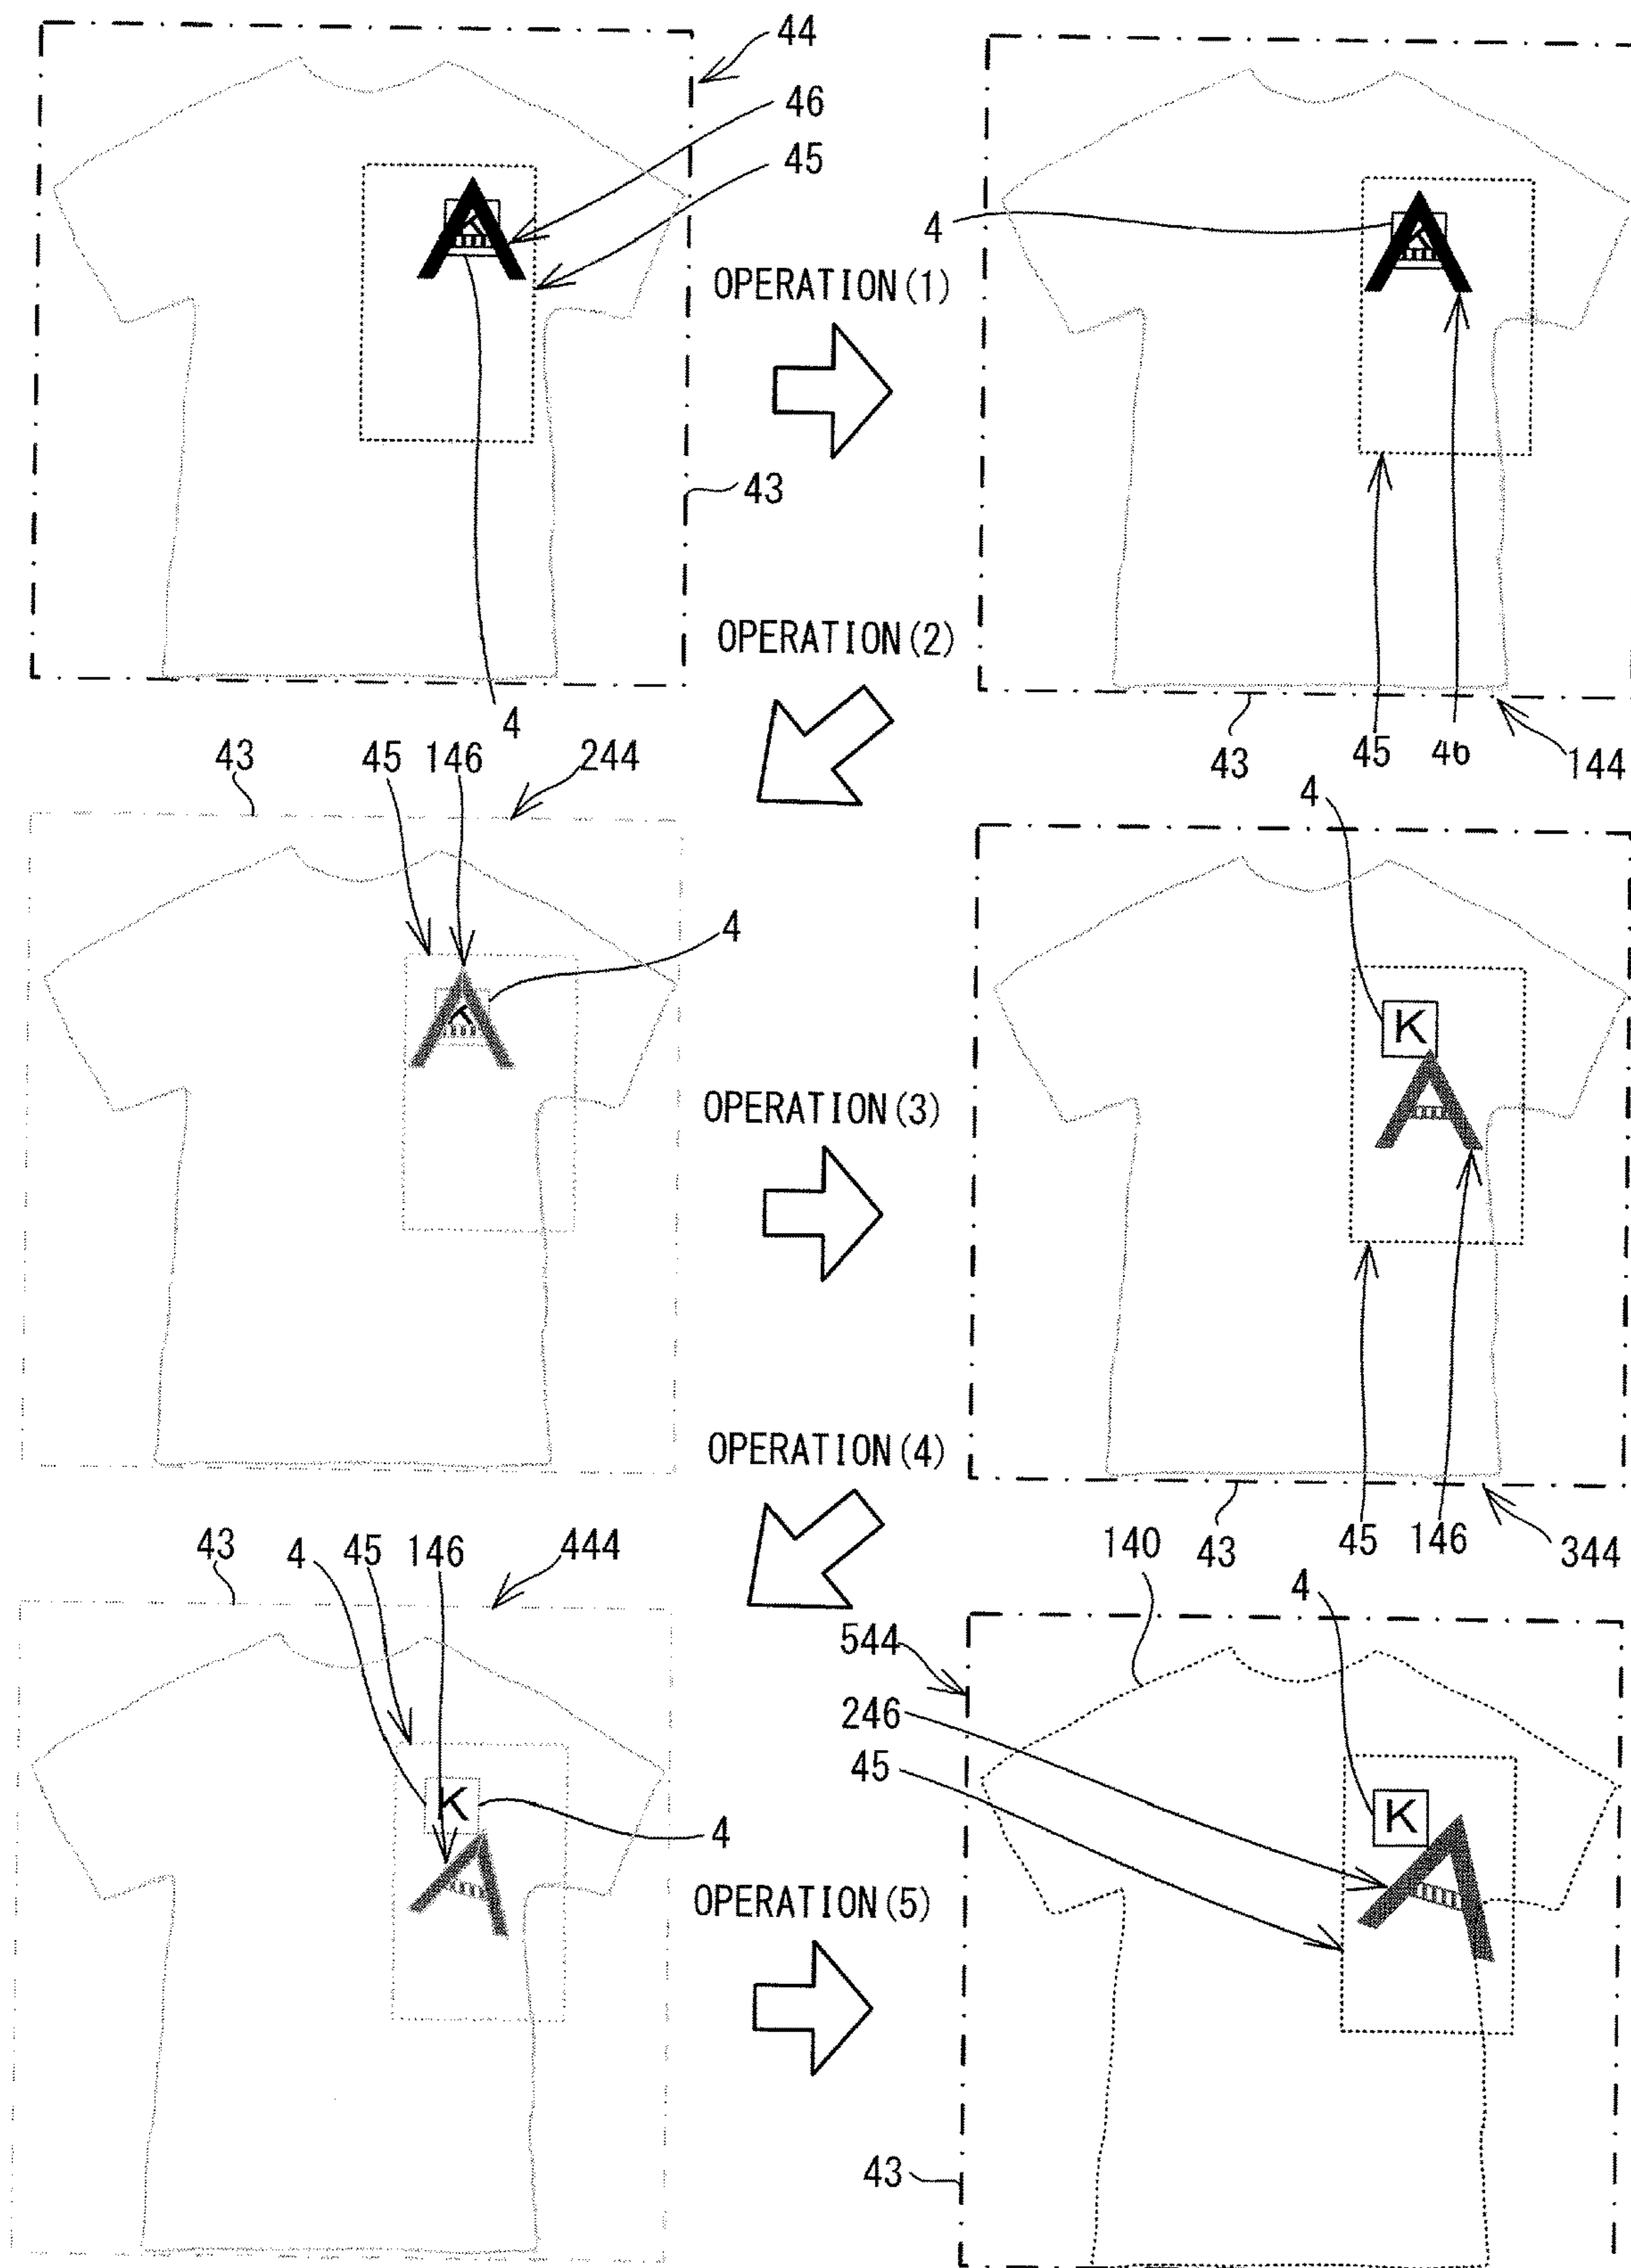 44
46
45
A
K
4
OPERATION(1)
43
4
A
K
43
45
46
144
OPERATION(2)
43
45
146
244
4
A
K
OPERATION(3)
4
K
A
43
45
146
344
OPERATION(4)
43
4
45
146
444
K
4
A
OPERATION(5)
140
4
544
246
45
K
A
43